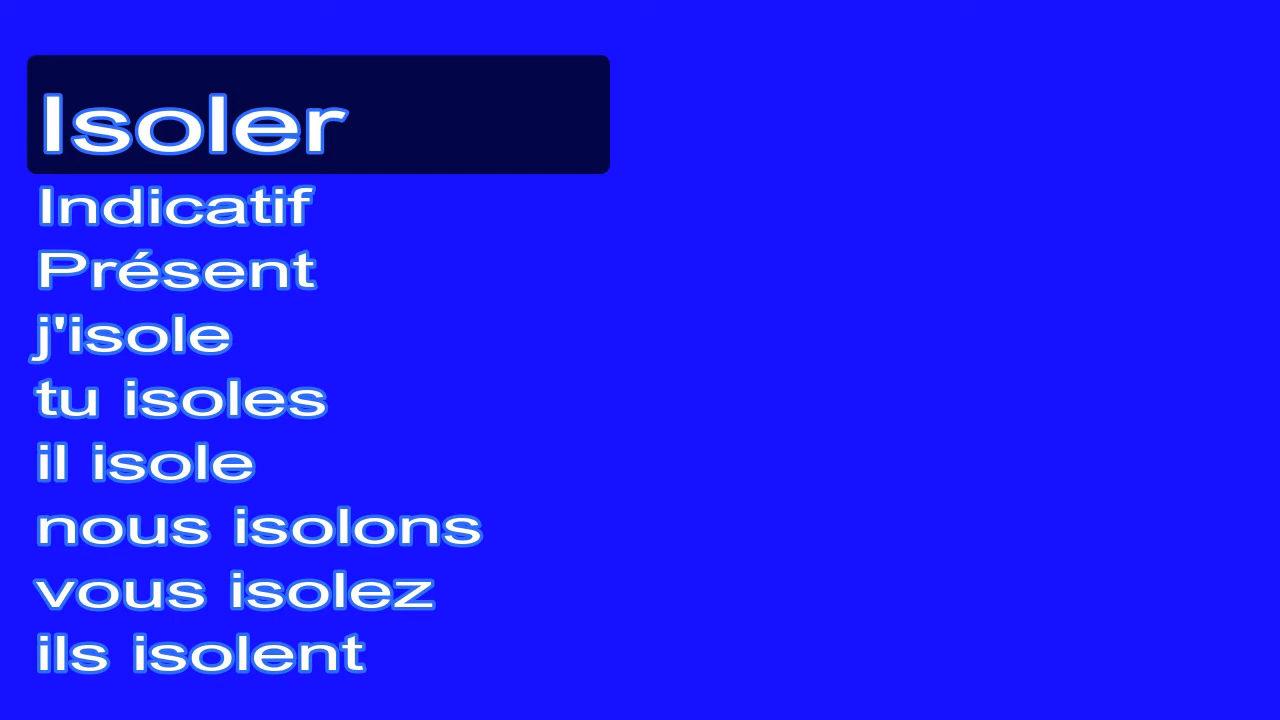 Isoler
Indicatif
Présent
j'isole
tu isoles
il isole
nous isolons
vous isolez
ils isolent